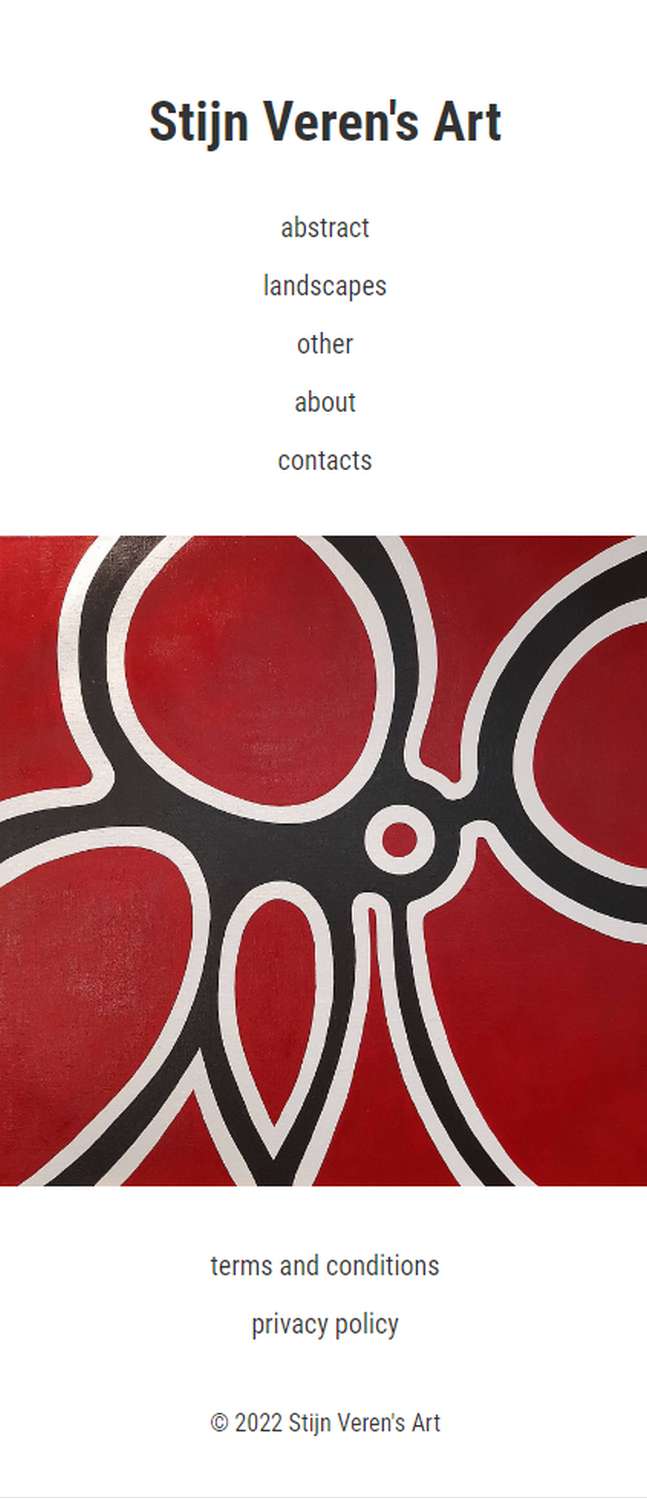 Stijn Veren's Art
abstract
landscapes
other
about
contacts
terms and conditions
privacy policy
© 2022 Stijn Veren's Art